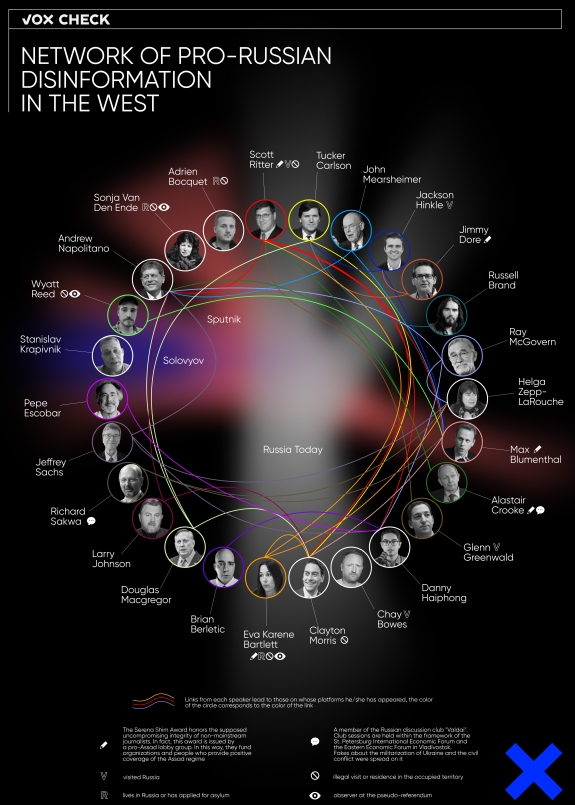 VOX CHECK
NETWORK OF PRO-RUSSIAN
DISINFORMATION
IN THE WEST
Scott
Ritter
Tucker
Carlson
John
Mearsheimer
Adrien
Bocquet R
Jackson
Hinkle V
Sonja Van
Den Ende R
Jimmy
Dore
Andrew
Napolitano
Russell
Brand
Wyatt
Reed
Sputnik
Ray
McGovern
Stanislav
Krapivnik
Solovyov
Helga
Zepp-
LaRouche
Pepe
Escobar
Russia Today
Max
Blumenthal
Jeffrey
Sachs
Alastair
Crooke
Richard
Sakwa
Glenn V
Greenwald
Larry
Johnson
Douglas
Macgregor
Danny
Haiphong
Brian
Berletic
Chay V
Bowes
Eva Karene
Bartlett
R
Clayton
Morris
Links from each speaker lead to those on whose platforms he/she has appeared, the color
of the circle corresponds to the color of the link
The Serena Shim Award honors the supposed
uncompromising integrity of non-mainstream
journalists. In fact, this award is issued by
a pro-Assad lobby group. In this way, they fund
organizations and people who provide positive
coverage of the Assad regime
V visited Russia
R lives in Russia or has applied for asylum
A member of the Russian discussion club "Valdai".
Club sessions are held within the framework of the
St. Petersburg International Economic Forum and
the Eastern Economic Forum in Vladivostok.
Fakes about the militarization of Ukraine and the civil
conflict were spread on it
illegal visit or residence in the occupied territory
observer at the pseudo-referendum